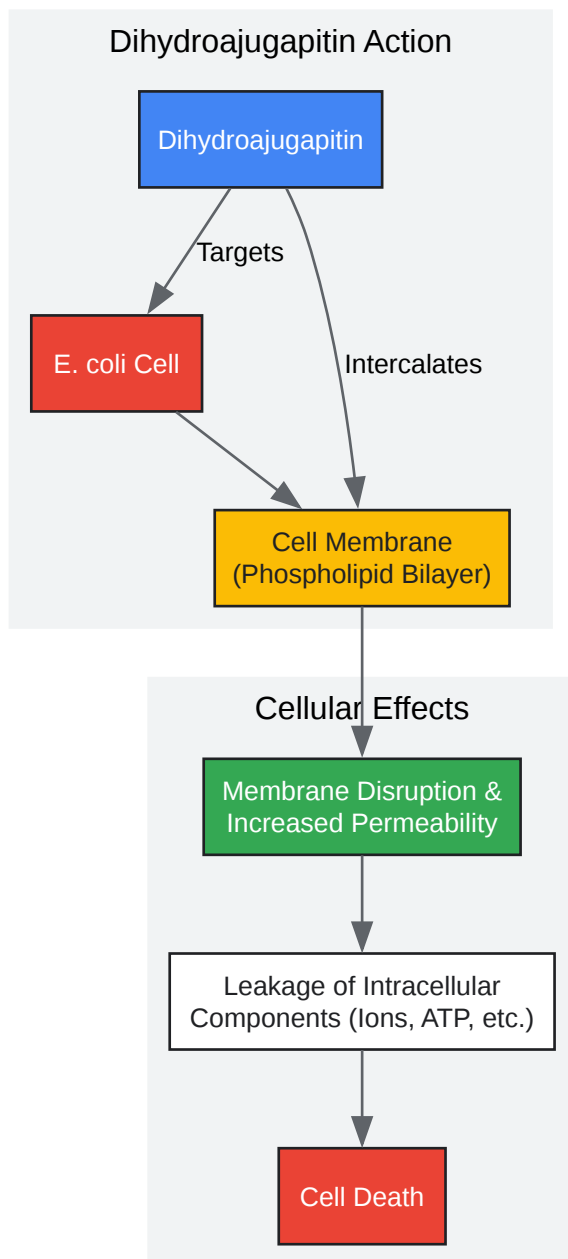 Dihydroajugapitin Action
Dihydroajugapitin
Targets
E. coli Cell
Intercalates
Cell Membrane
(Phospholipid Bilayer)
Cellular Effects
Membrane Disruption &
Increased Permeability
Leakage of Intracellular
Components (Ions, ATP, etc.)
Cell Death